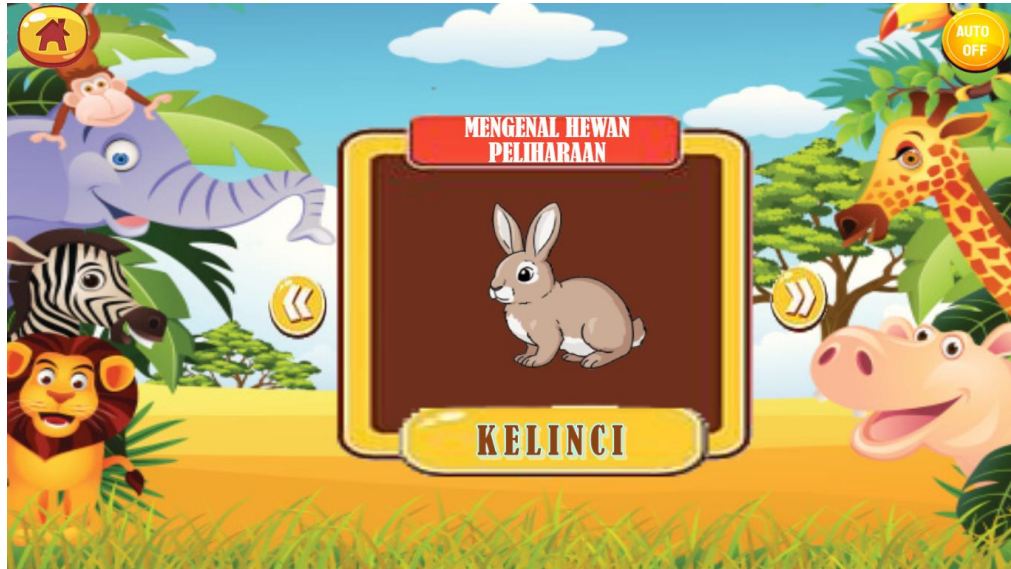 AUTO
OFF
MENGENAL HEWAN
PELIHARAAN
KELINCI